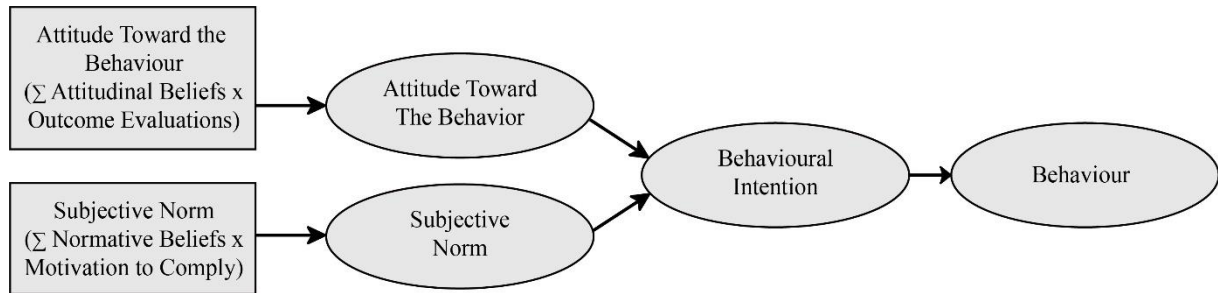 Attitude Toward the
Behaviour
(∑ Attitudinal Beliefs x
Outcome Evaluations)
Attitude Toward
The Behavior
Subjective Norm
(∑ Normative Beliefs x
Motivation to Comply)
Subjective
Norm
Behavioural
Intention
Behaviour